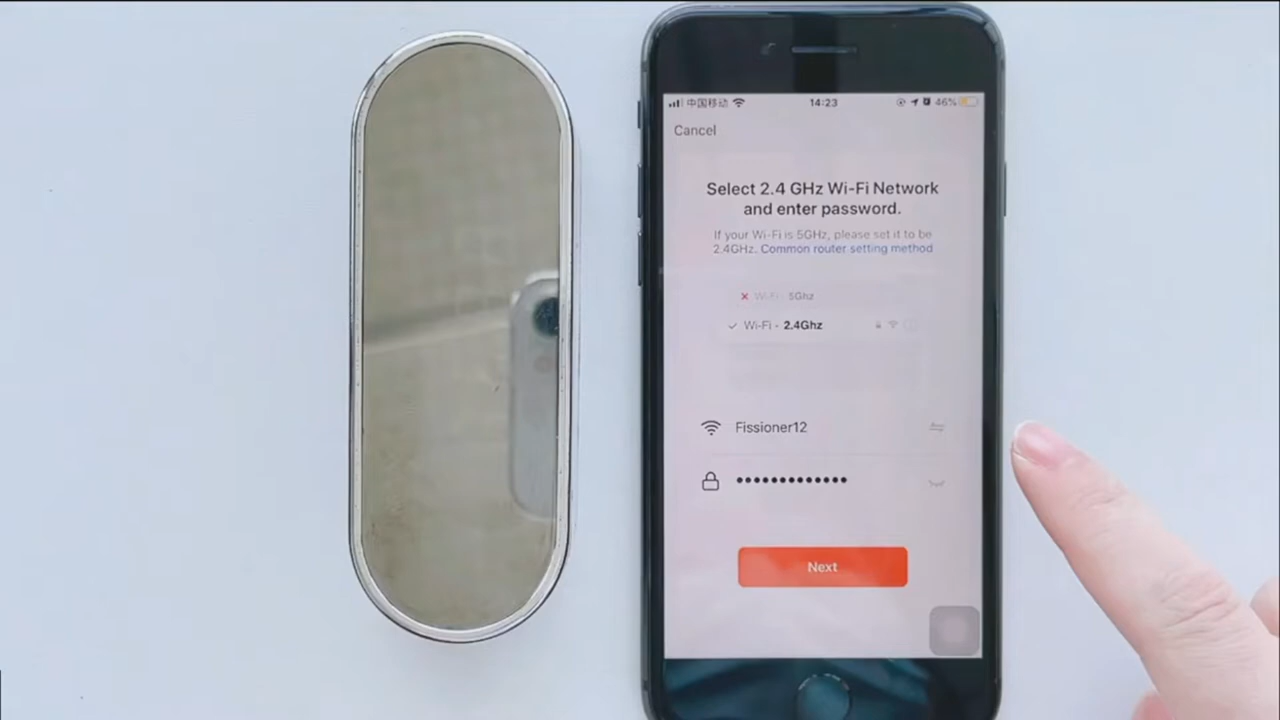 中国移动 14:23 46%
Cancel
Select 2.4 GHz Wi-Fi Network
and enter password.
If your Wi-Fi is 5GHz, please set it to be
2.4GHz. Common router setting method
Wi-Fi - 5Ghz
Wi-Fi - 2.4Ghz
Fissioner12
•••••••••••••
Next